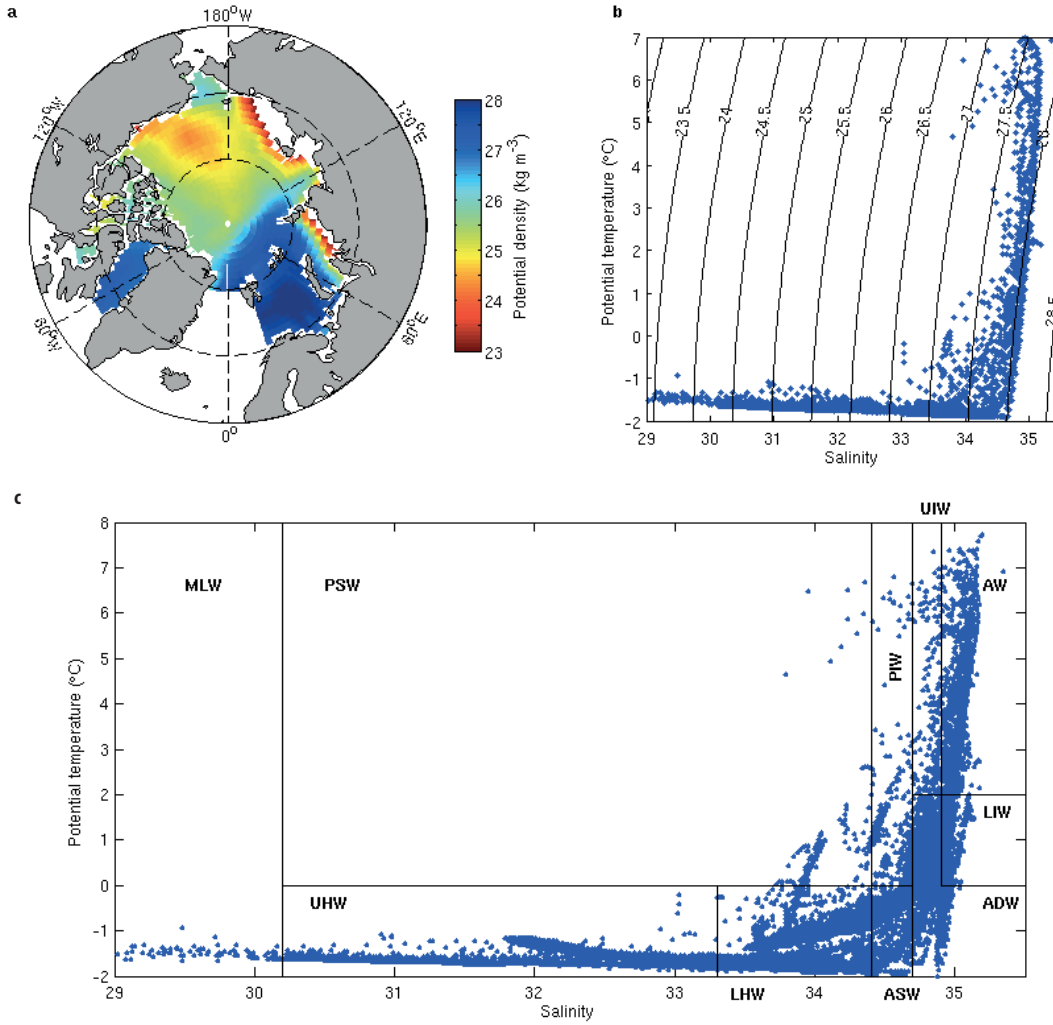 a
180°W
120°W
120°E
60°W
60°E
0°
28
27
26
25
24
23
Potential density (kg m⁻³)
b
7
6
5
4
3
2
1
0
-1
-2
Potential temperature (°C)
23.5
24
24.5
25
25.5
26
26.5
27
27.5
28.5
29 30 31 32 33 34 35
Salinity
c
UIW
8
7
6
5
4
3
2
1
0
-1
-2
Potential temperature (°C)
MLW
PSW
PIW
AW
LIW
UHW
ADW
29 30 31 32 33 34 35
LHW
ASW
Salinity